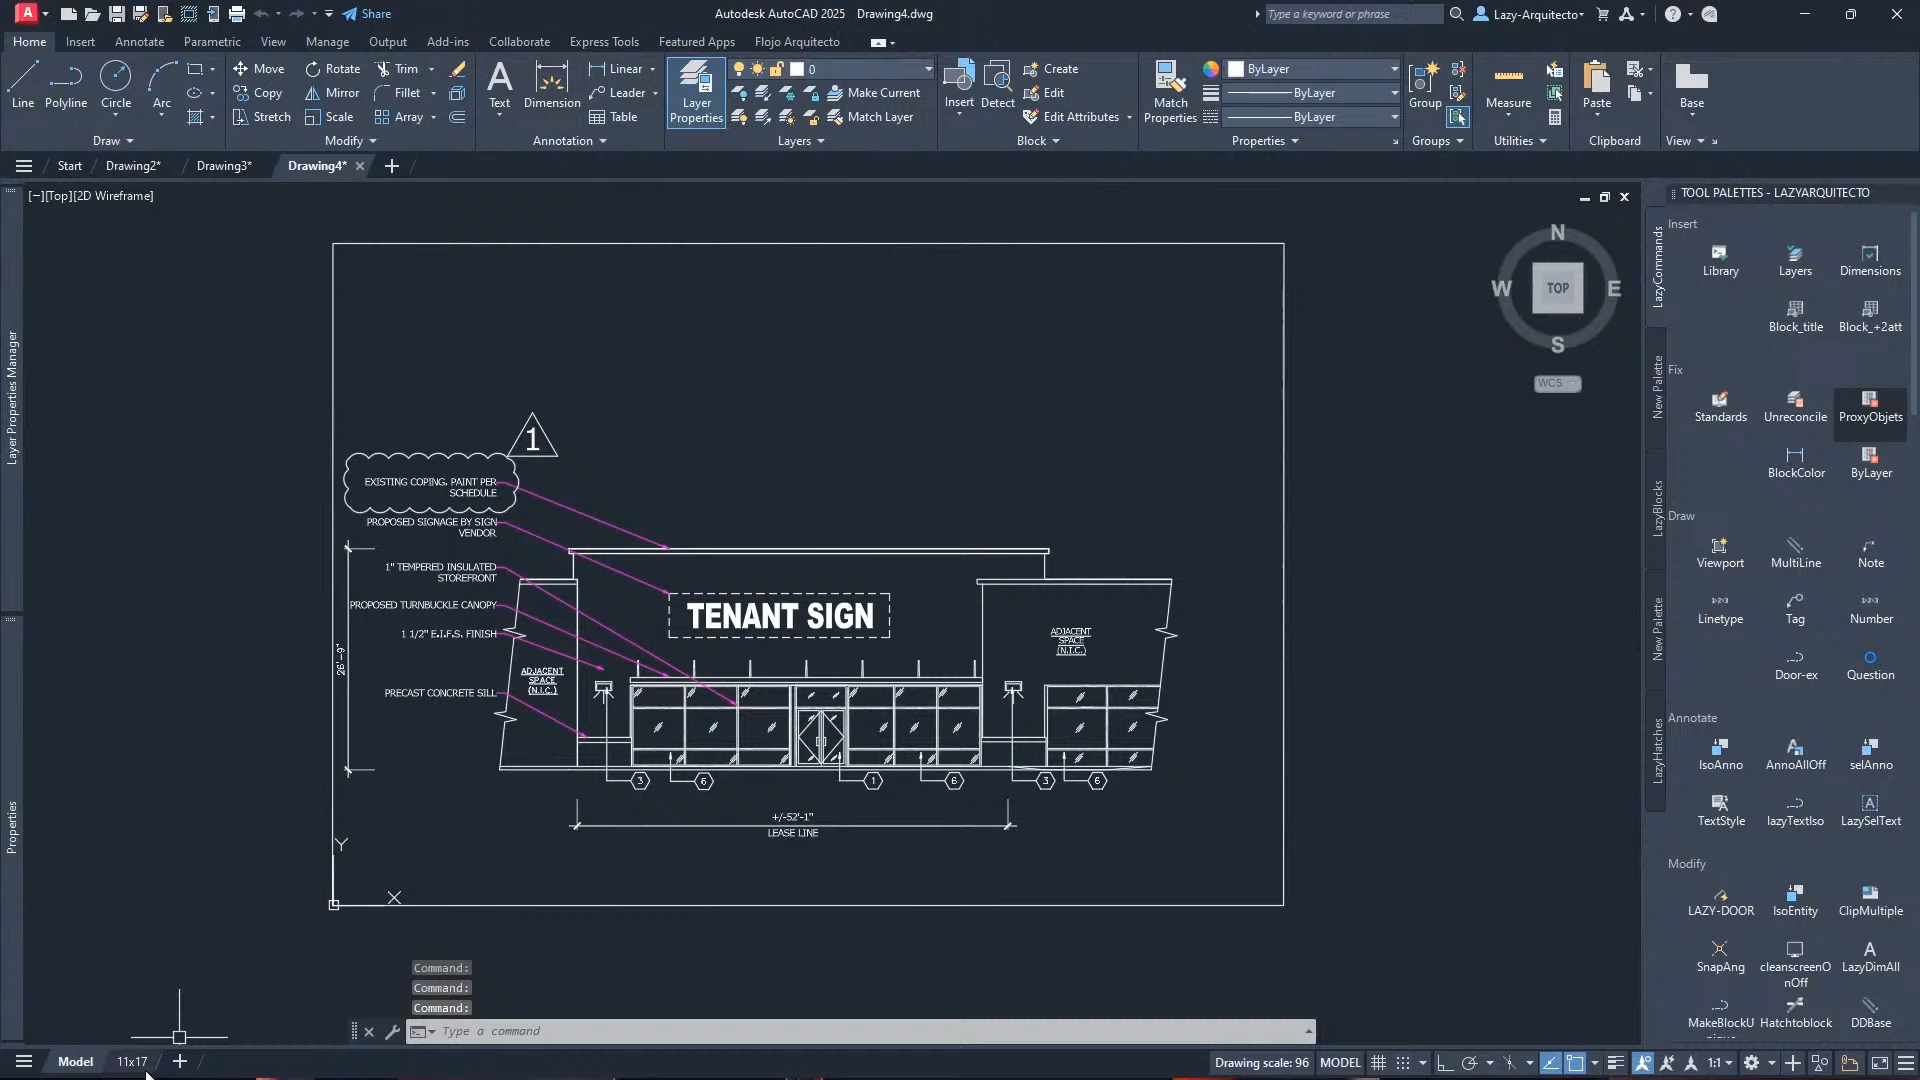 A
Share
Autodesk AutoCAD 2025 Drawing4.dwg
Type a keyword or phrase
Lazy-Arquitecto
Home Insert Annotate Parametric View Manage Output Add-ins Collaborate Express Tools Featured Apps Flojo Arquitecto
Line Polyline Circle Arc
Draw
Move Rotate Trim
Copy Mirror Fillet
Stretch Scale Array
Modify
Text Dimension
Linear
Leader
Table
Annotation
Layer Properties
0
Make Current
Match Layer
Layers
Insert Detect
Create
Edit
Edit Attributes
Block
Match Properties
ByLayer
ByLayer
ByLayer
Properties
Group
Groups
Measure
Utilities
Paste
Clipboard
Base
View
Start Drawing2* Drawing3* Drawing4*
[−][Top][2D Wireframe]
Layer Properties Manager
Properties
1
EXISTING COPING. PAINT PER
SCHEDULE
PROPOSED SIGNAGE BY SIGN
VENDOR
1" TEMPERED INSULATED
STOREFRONT
PROPOSED TURNBUCKLE CANOPY
1 1/2" E.I.F.S. FINISH
PRECAST CONCRETE SILL
26'-9"
TENANT SIGN
ADJACENT
SPACE
(N.I.C.)
ADJACENT
SPACE
(N.I.C.)
3 6 1 6 3 6
+/-52'-1"
LEASE LINE
Y
X
N
W TOP E
S
WCS
TOOL PALETTES - LAZYARQUITECTO
LazyCommands
New Palette
LazyBlocks
New Palette
LazyHatches
Insert
Library Layers Dimensions
Block_title Block_+2att
Fix
Standards Unreconcile ProxyObjets
BlockColor ByLayer
Draw
Viewport MultiLine Note
Linetype Tag Number
Door-ex Question
Annotate
IsoAnno AnnoAllOff selAnno
TextStyle lazyTextIso LazySelText
Modify
LAZY-DOOR IsoEntity ClipMultiple
SnapAng cleanscreenO LazyDimAll
nOff
MakeBlockU Hatchtoblock DDBase
Command:
Command:
Command:
Type a command
Model 11x17
Drawing scale: 96 MODEL 1:1